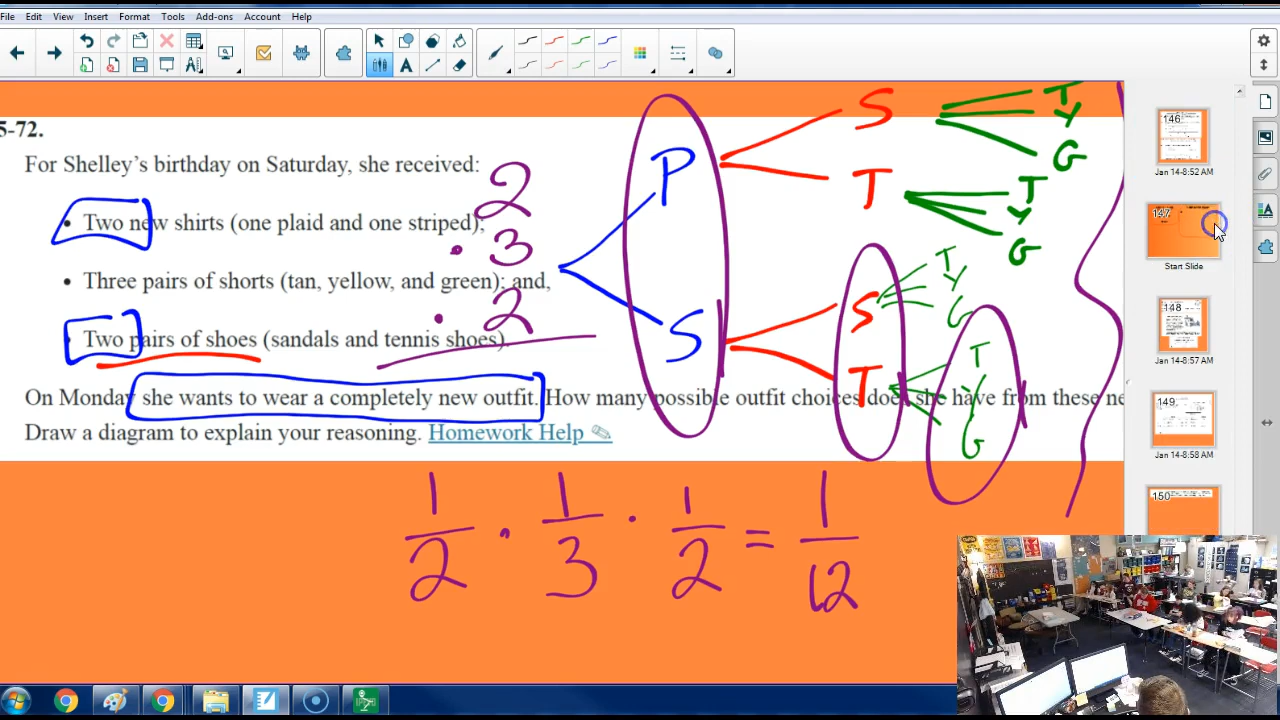 File Edit View Insert Format Tools Add-ons Account Help
5-72.
For Shelley's birthday on Saturday, she received:
• Two new shirts (one plaid and one striped);
• Three pairs of shorts (tan, yellow, and green); and,
• Two pairs of shoes (sandals and tennis shoes).
On Monday she wants to wear a completely new outfit. How many possible outfit choices does she have from these ne
Draw a diagram to explain your reasoning. Homework Help
2
· 3
· 2
P
S
S
T
S
T
T
Y
G
T
Y
G
T
Y
G
T
Y
G
1/2 · 1/3 · 1/2 = 1/12
146
Jan 14-8:52 AM
147
Start Slide
148
Jan 14-8:57 AM
149
Jan 14-8:58 AM
150